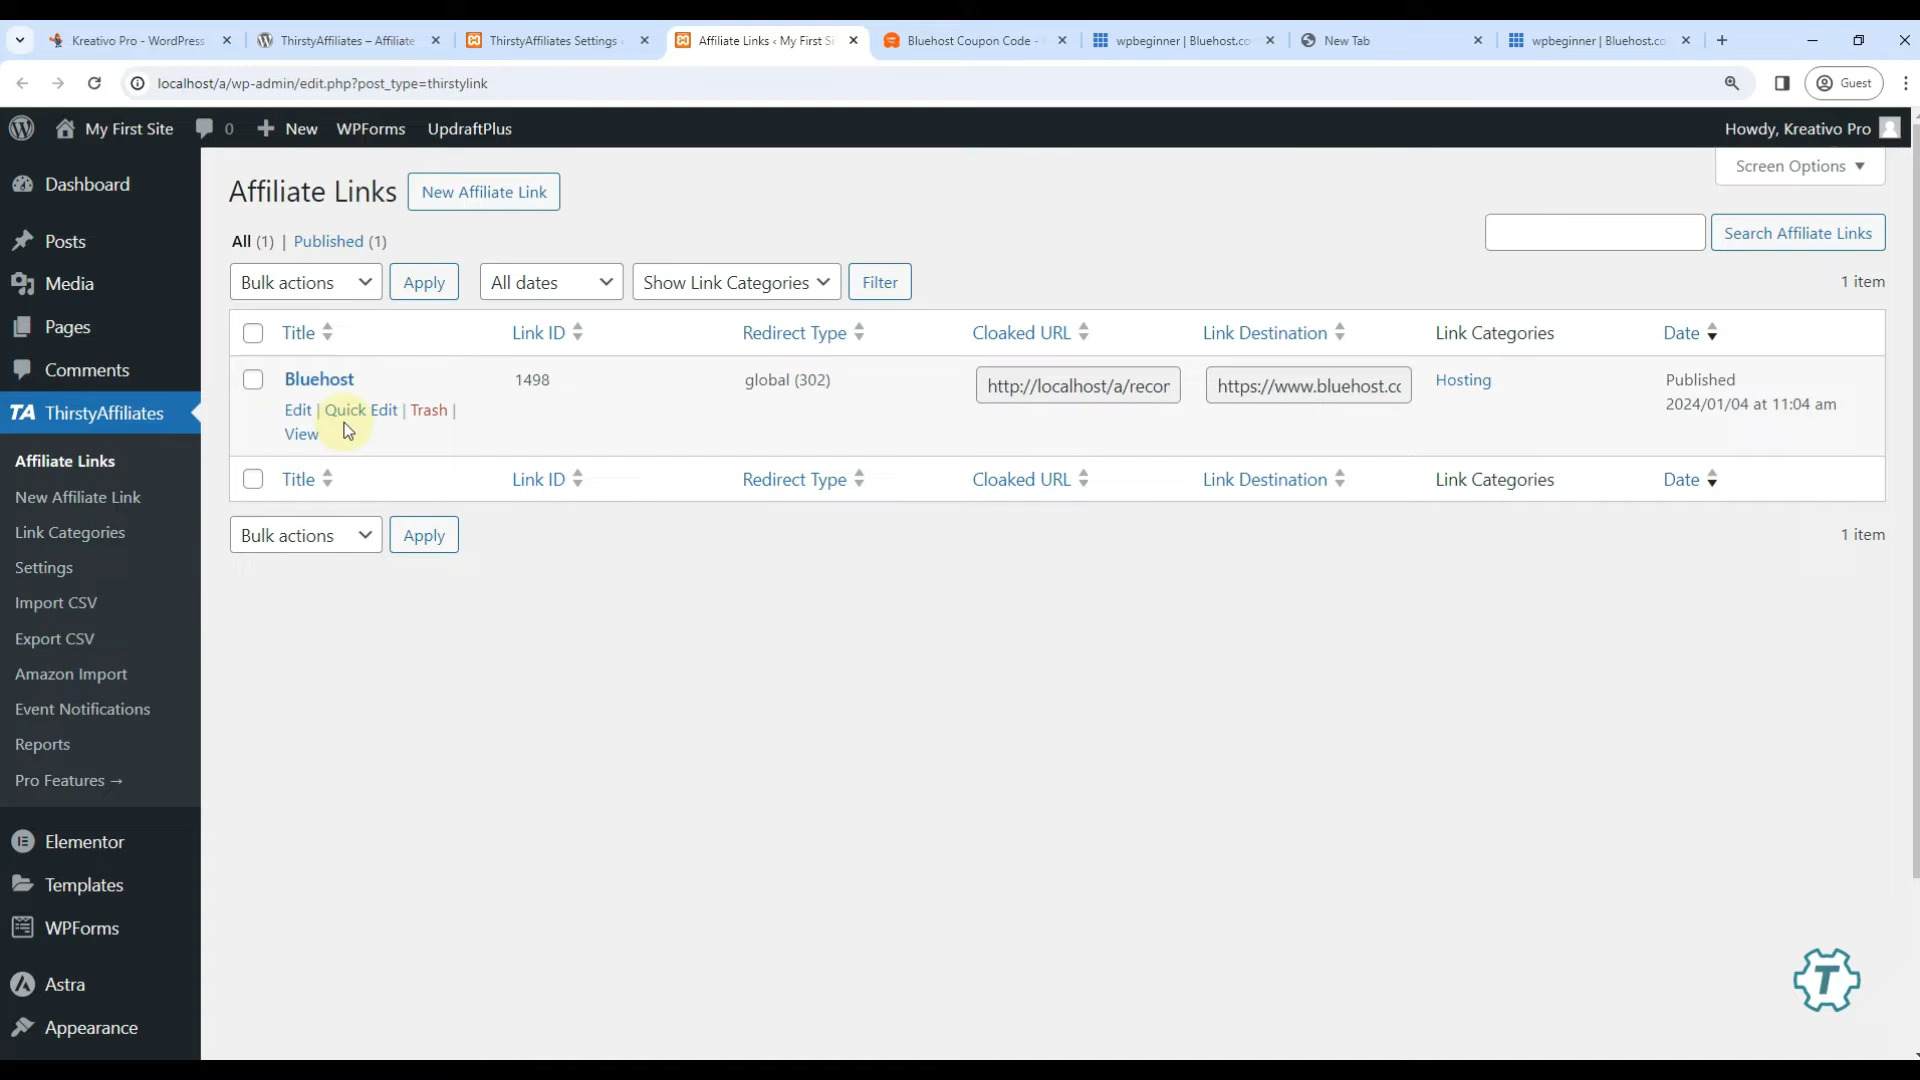 Kreativo Pro - WordPress
ThirstyAffiliates – Affiliate
ThirstyAffiliates Settings
Affiliate Links ‹ My First Si
Bluehost Coupon Code -
wpbeginner | Bluehost.co
New Tab
wpbeginner | Bluehost.co
localhost/a/wp-admin/edit.php?post_type=thirstylink
Guest
My First Site
0
New
WPForms
UpdraftPlus
Howdy, Kreativo Pro
Dashboard
Posts
Media
Pages
Comments
TA ThirstyAffiliates
Affiliate Links
New Affiliate Link
Link Categories
Settings
Import CSV
Export CSV
Amazon Import
Event Notifications
Reports
Pro Features →
Elementor
Templates
WPForms
Astra
Appearance
Screen Options
Affiliate Links
New Affiliate Link
All (1) | Published (1)
Search Affiliate Links
Bulk actions
Apply
All dates
Show Link Categories
Filter
1 item
Title Link ID Redirect Type Cloaked URL Link Destination Link Categories Date
Bluehost 1498 global (302) http://localhost/a/recor https://www.bluehost.cc Hosting Published
2024/01/04 at 11:04 am
Edit | Quick Edit | Trash |
View
Title Link ID Redirect Type Cloaked URL Link Destination Link Categories Date
Bulk actions
Apply
1 item
T